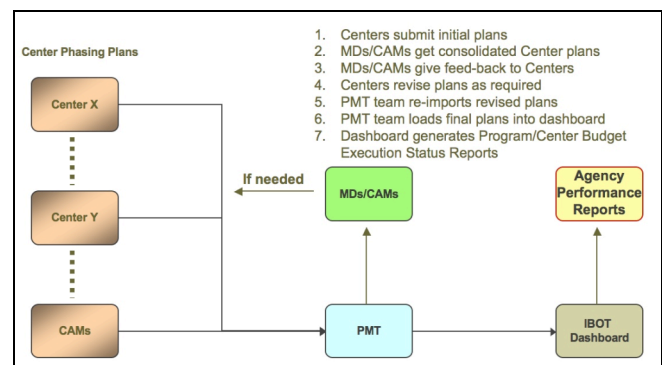 1. Centers submit initial plans
2. MDs/CAMs get consolidated Center plans
3. MDs/CAMs give feed-back to Centers
4. Centers revise plans as required
5. PMT team re-imports revised plans
6. PMT team loads final plans into dashboard
7. Dashboard generates Program/Center Budget
Execution Status Reports
Center Phasing Plans
Center X
If needed
MDs/CAMs
Agency
Performance
Reports
Center Y
CAMs
PMT
IBOT
Dashboard